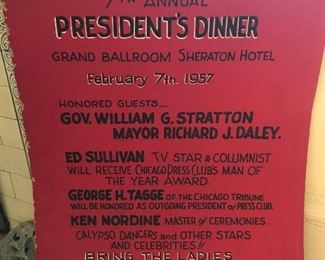 7th ANNUAL
PRESIDENT'S DINNER
GRAND BALLROOM SHERATON HOTEL
February 7th. 1957
HONORED GUESTS....
GOV. WILLIAM G. STRATTON
MAYOR RICHARD J. DALEY.
ED SULLIVAN TV STAR & COLUMNIST
WILL RECEIVE CHICAGO PRESS CLUB'S MAN OF
THE YEAR AWARD.
GEORGE H. TAGGE OF THE CHICAGO TRIBUNE
WILL BE HONORED AS OUTGOING PRESIDENT OF PRESS CLUB.
KEN NORDINE MASTER OF CEREMONIES.
CALYPSO DANCERS AND OTHER STARS
AND CELEBRITIES!!
BRING THE LADIES